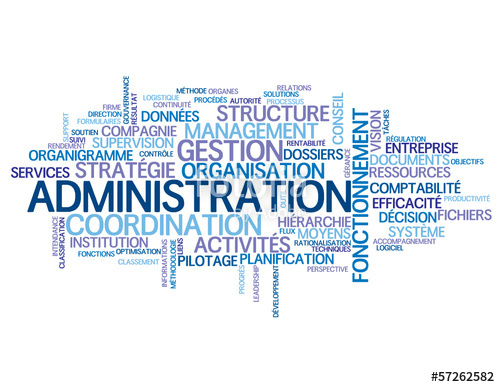 MÉTHODE
ORGANES
RELATIONS
SOLUTIONS
LOGISTIQUE
PROCÉDÉS
AUTORITÉ
PROCESSUS
CONTINUITÉ
GOUVERNANCE
RÉSULTAT
FIRME
DIRECTION
FORMULAIRES
DONNÉES
STRUCTURE
CONSEIL
TÂCHES
SUPPORT
SOUTIEN
SUIVI
RENDEMENT
COMPAGNIE
MANAGEMENT
VISION
RÉGULATION
SUPERVISION
GESTION
RENTABILITÉ
ENTREPRISE
ORGANIGRAMME
CONTRÔLE
DOSSIERS
GÉRANCE
DOCUMENTS
OBJECTIFS
SERVICES
STRATÉGIE
ORGANISATION
FONCTIONNEMENT
RESSOURCES
ADMINISTRATION
OUTIL
COMPTABILITÉ
PRODUCTIVITÉ
EFFICACITÉ
COORDINATION
HIÉRARCHIE
DÉCISION
FICHIERS
INTENDANCE
CLASSIFICATION
INSTITUTION
ACTIVITÉS
FLUX
MOYENS
SYSTÈME
RATIONALISATION
ACCOMPAGNEMENT
TECHNIQUES
LOGICIEL
FONCTIONS
OPTIMISATION
LIENS
PILOTAGE
PLANIFICATION
CLASSEMENT
INFORMATIONS
MÉTHODOLOGIE
PROGRÈS
LEADERSHIP
DÉVELOPPEMENT
PERSPECTIVE
#57262582